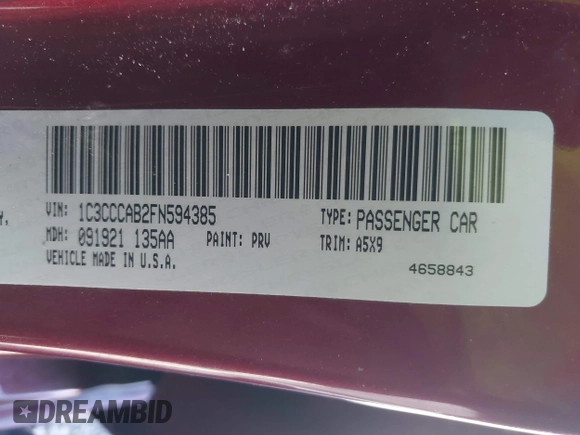 VIN: 1C3CCCAB2FN594385 TYPE: PASSENGER CAR
Y. MDH: 091921 135AA PAINT: PRV TRIM: A5X9
VEHICLE MADE IN U.S.A.
4658843
DREAMBID